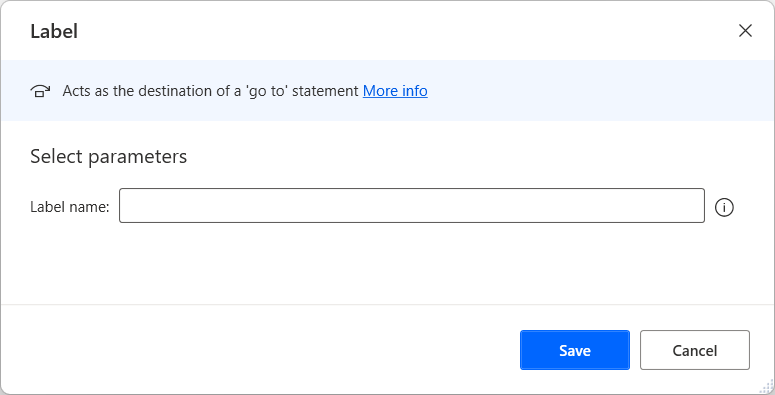 Label
Acts as the destination of a 'go to' statement More info
Select parameters
Label name:
Save
Cancel